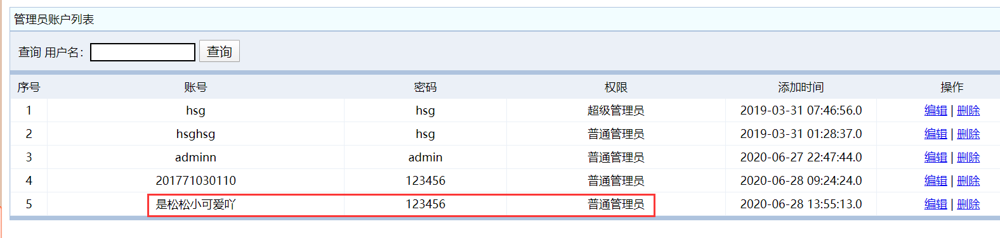 管理员账户列表
查询 用户名： 查询
序号 账号 密码 权限 添加时间 操作
1 hsg hsg 超级管理员 2019-03-31 07:46:56.0 编辑 | 删除
2 hsghsg hsg 普通管理员 2019-03-31 01:28:37.0 编辑 | 删除
3 adminn admin 普通管理员 2020-06-27 22:47:44.0 编辑 | 删除
4 201771030110 123456 普通管理员 2020-06-28 09:24:24.0 编辑 | 删除
5 是松松小可爱吖 123456 普通管理员 2020-06-28 13:55:13.0 编辑 | 删除